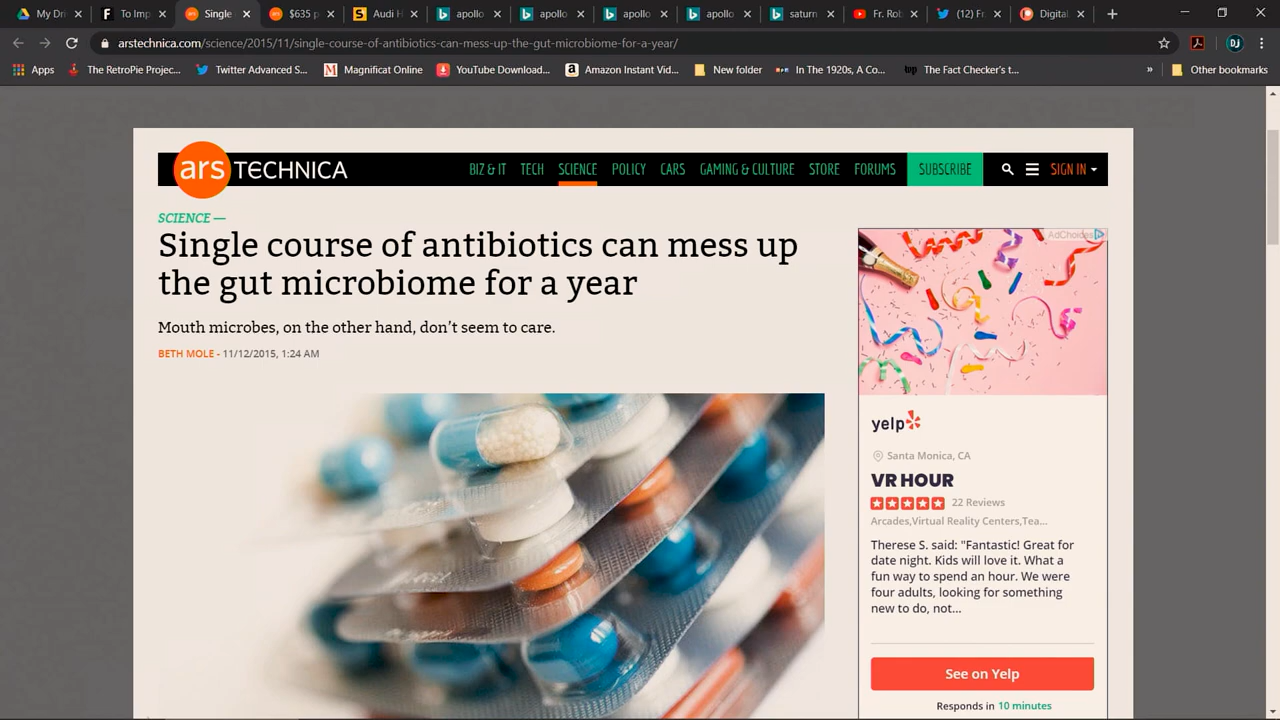 My Dri
To Imp
Single
$635 p
Audi H
apollo
apollo
apollo
apollo
saturn
Fr. Rob
(12) Fr.
Digital
arstechnica.com/science/2015/11/single-course-of-antibiotics-can-mess-up-the-gut-microbiome-for-a-year/
DJ
Apps
The RetroPie Projec...
Twitter Advanced S...
Magnificat Online
YouTube Download...
Amazon Instant Vid...
New folder
In The 1920s, A Co...
The Fact Checker's t...
»
Other bookmarks
ars TECHNICA
BIZ & IT
TECH
SCIENCE
POLICY
CARS
GAMING & CULTURE
STORE
FORUMS
SUBSCRIBE
SIGN IN
SCIENCE —
Single course of antibiotics can mess up
the gut microbiome for a year
Mouth microbes, on the other hand, don't seem to care.
BETH MOLE - 11/12/2015, 1:24 AM
AdChoices
yelp
Santa Monica, CA
VR HOUR
22 Reviews
Arcades,Virtual Reality Centers,Tea...
Therese S. said: "Fantastic! Great for
date night. Kids will love it. What a
fun way to spend an hour. We were
four adults, looking for something
new to do, not...
See on Yelp
Responds in 10 minutes